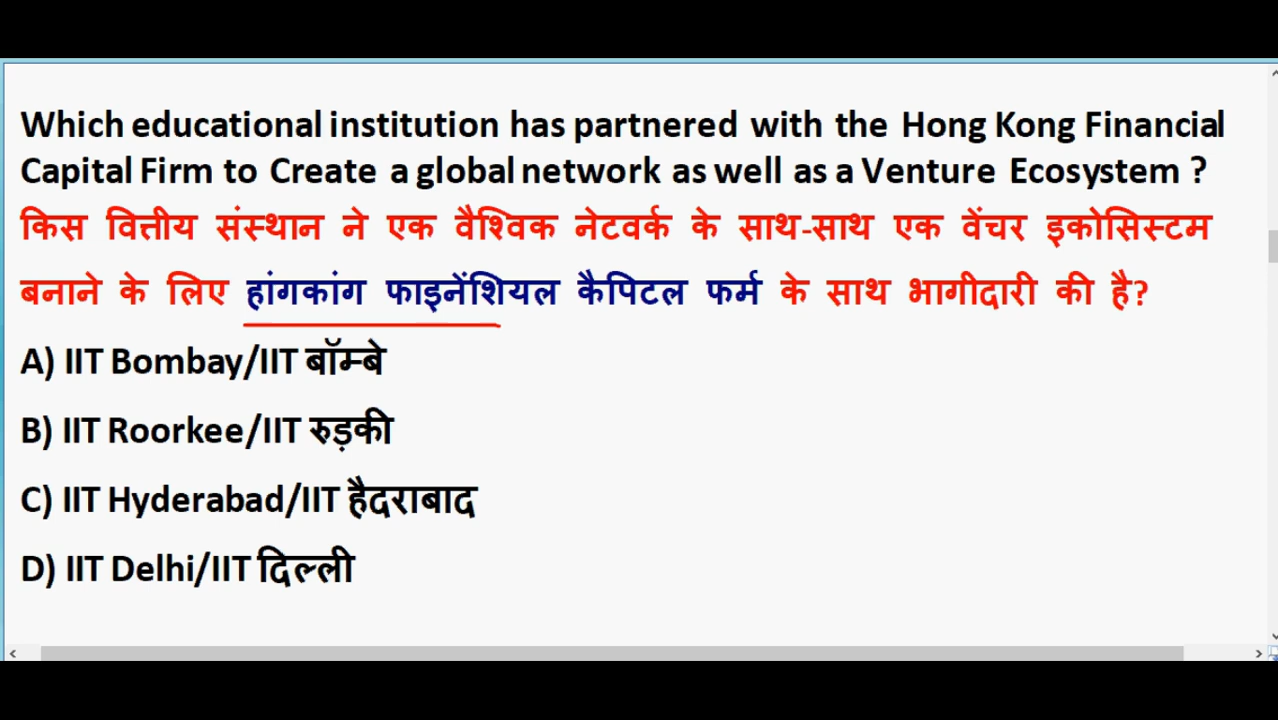 Which educational institution has partnered with the Hong Kong Financial
Capital Firm to Create a global network as well as a Venture Ecosystem ?
किस वित्तीय संस्थान ने एक वैश्विक नेटवर्क के साथ-साथ एक वेंचर इकोसिस्टम
बनाने के लिए हांगकांग फाइनेंशियल कैपिटल फर्म के साथ भागीदारी की है?
A) IIT Bombay/IIT बॉम्बे
B) IIT Roorkee/IIT रुड़की
C) IIT Hyderabad/IIT हैदराबाद
D) IIT Delhi/IIT दिल्ली